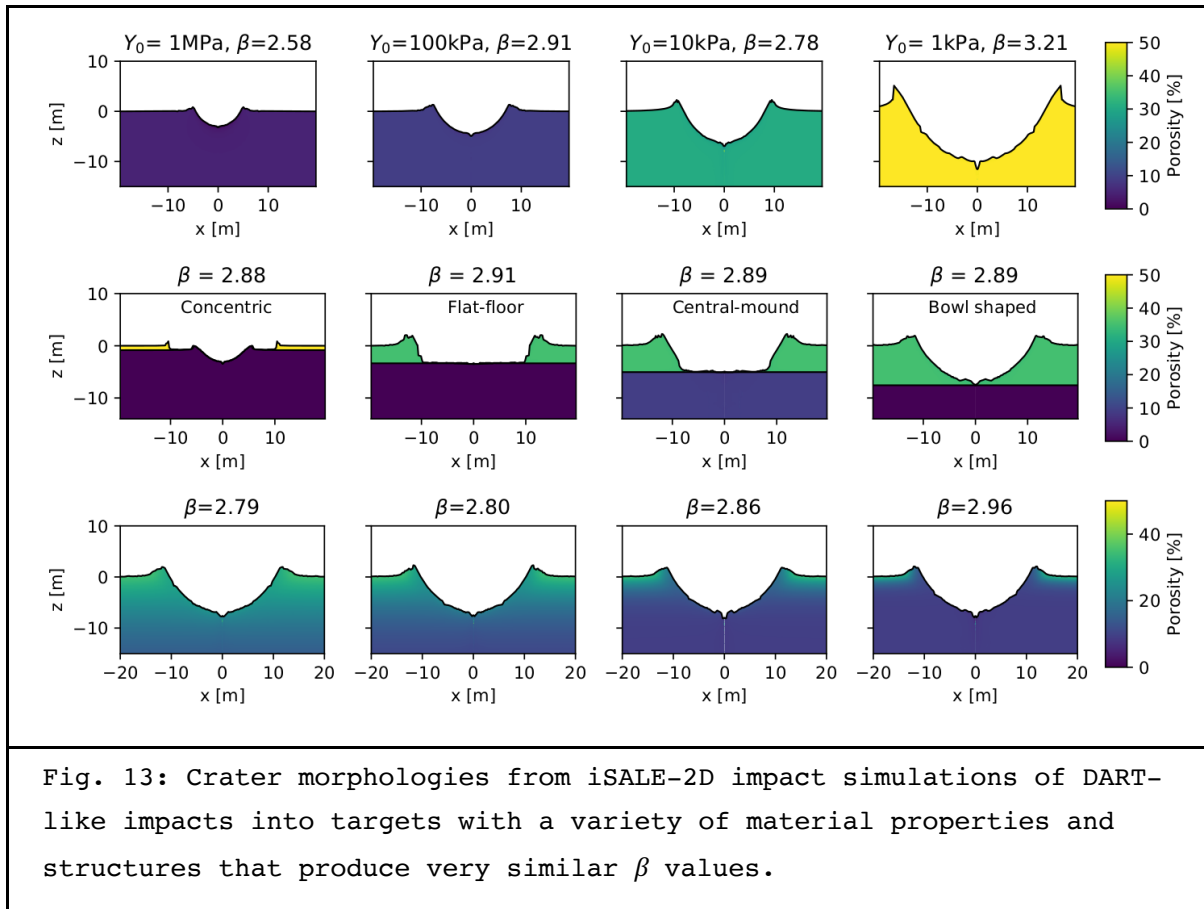 Y₀= 1MPa, β=2.58
Y₀=100kPa, β=2.91
Y₀=10kPa, β=2.78
Y₀= 1kPa, β=3.21
z [m]
10
0
−10
−10 0 10
x [m]
−10 0 10
x [m]
−10 0 10
x [m]
−10 0 10
x [m]
50
40
30
20
10
0
Porosity [%]
β = 2.88
β = 2.91
β = 2.89
β = 2.89
Concentric
Flat-floor
Central-mound
Bowl shaped
z [m]
10
0
−10
−10 0 10
x [m]
−10 0 10
x [m]
−10 0 10
x [m]
−10 0 10
x [m]
50
40
30
20
10
0
Porosity [%]
β=2.79
β=2.80
β=2.86
β=2.96
z [m]
10
0
−10
−20 −10 0 10 20
x [m]
−20 −10 0 10 20
x [m]
−20 −10 0 10 20
x [m]
−20 −10 0 10 20
x [m]
40
20
0
Porosity [%]
Fig. 13: Crater morphologies from iSALE-2D impact simulations of DART-
like impacts into targets with a variety of material properties and
structures that produce very similar β values.